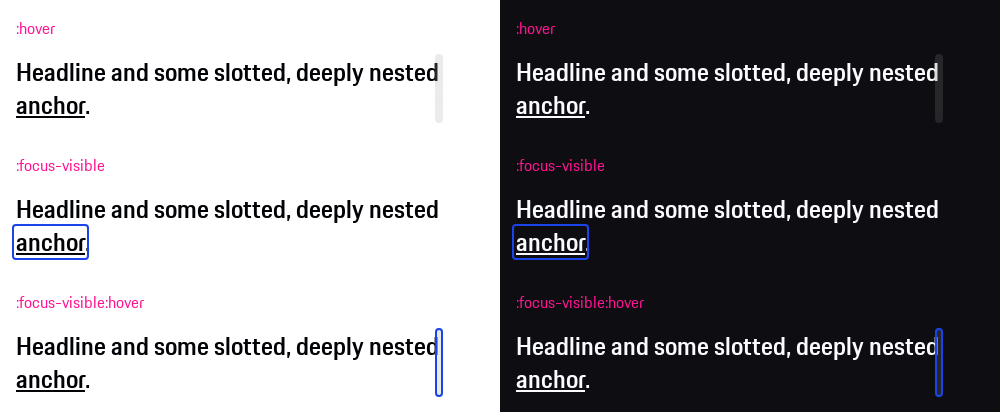 :hover
Headline and some slotted, deeply nested
anchor.
:focus-visible
Headline and some slotted, deeply nested
anchor.
:focus-visible:hover
Headline and some slotted, deeply nested
anchor.
:hover
Headline and some slotted, deeply nested
anchor.
:focus-visible
Headline and some slotted, deeply nested
anchor.
:focus-visible:hover
Headline and some slotted, deeply nested
anchor.